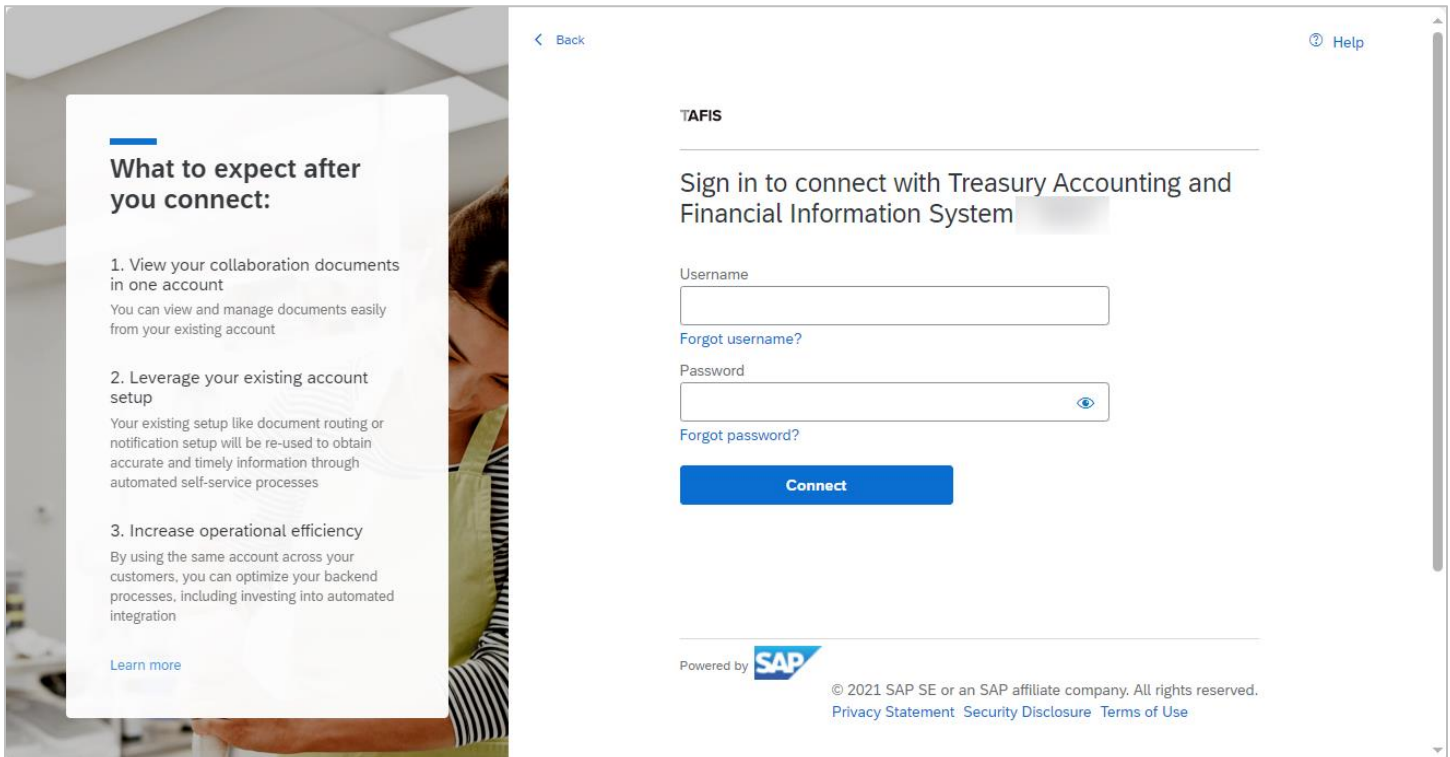 Back
Help
What to expect after
you connect:
1. View your collaboration documents
in one account
You can view and manage documents easily
from your existing account
2. Leverage your existing account
setup
Your existing setup like document routing or
notification setup will be re-used to obtain
accurate and timely information through
automated self-service processes
3. Increase operational efficiency
By using the same account across your
customers, you can optimize your backend
processes, including investing into automated
integration
Learn more
TAFIS
Sign in to connect with Treasury Accounting and
Financial Information System
Username
Forgot username?
Password
Forgot password?
Connect
Powered by SAP
© 2021 SAP SE or an SAP affiliate company. All rights reserved.
Privacy Statement Security Disclosure Terms of Use